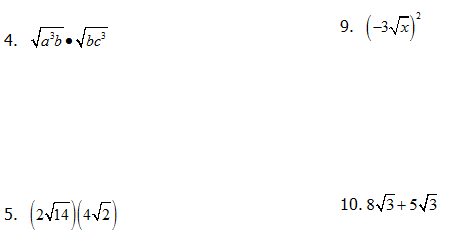 4. √(a³b) • √(bc³)
9. (-3√x)²
5. (2√14)(4√2)
10. 8√3 + 5√3